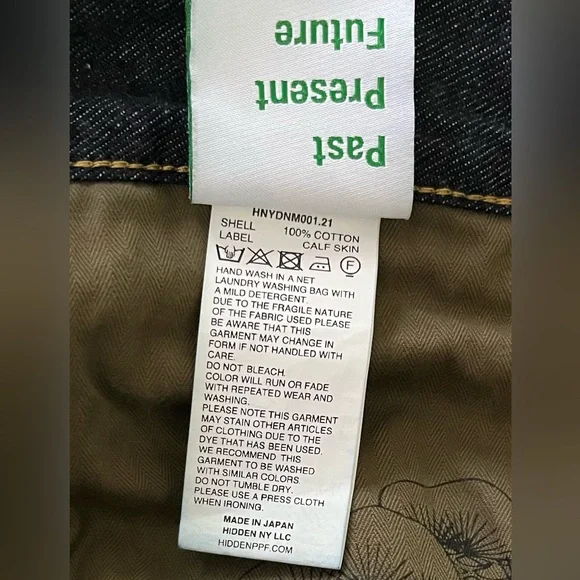 Past
Present
Future
HNYDNM001.21
SHELL 100% COTTON
LABEL CALF SKIN
F
HAND WASH IN A NET
LAUNDRY WASHING BAG WITH
A MILD DETERGENT.
DUE TO THE FRAGILE NATURE
OF THE FABRIC USED PLEASE
BE AWARE THAT THIS
GARMENT MAY CHANGE IN
FORM IF NOT HANDLED WITH
CARE.
DO NOT BLEACH.
COLOR WILL RUN OR FADE
WITH REPEATED WEAR AND
WASHING.
PLEASE NOTE THIS GARMENT
MAY STAIN OTHER ARTICLES
OF CLOTHING DUE TO THE
DYE THAT HAS BEEN USED.
WE RECOMMEND THIS
GARMENT TO BE WASHED
WITH SIMILAR COLORS.
DO NOT TUMBLE DRY.
PLEASE USE A PRESS CLOTH
WHEN IRONING.
MADE IN JAPAN
HIDDEN NY LLC
HIDDENPPF.COM